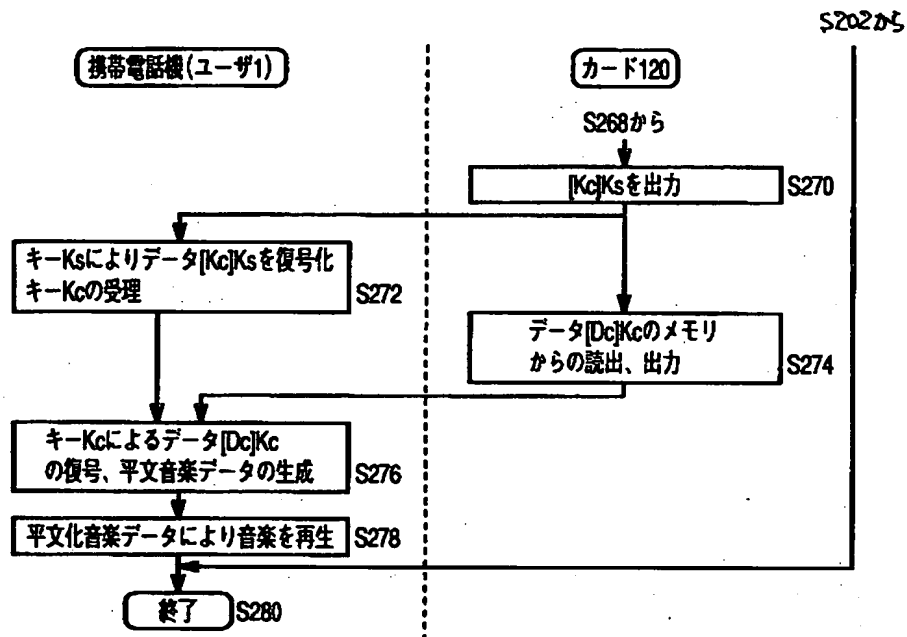 S202から
携帯電話機(ユーザ1)
カード120
S268から
[Kc]Ksを出力
S270
キーKsによりデータ[Kc]Ksを復号化
キーKcの受理
S272
データ[Dc]Kcのメモリ
からの読出、出力
S274
キーKcによるデータ[Dc]Kc
の復号、平文音楽データの生成
S276
平文化音楽データにより音楽を再生
S278
終了
S280